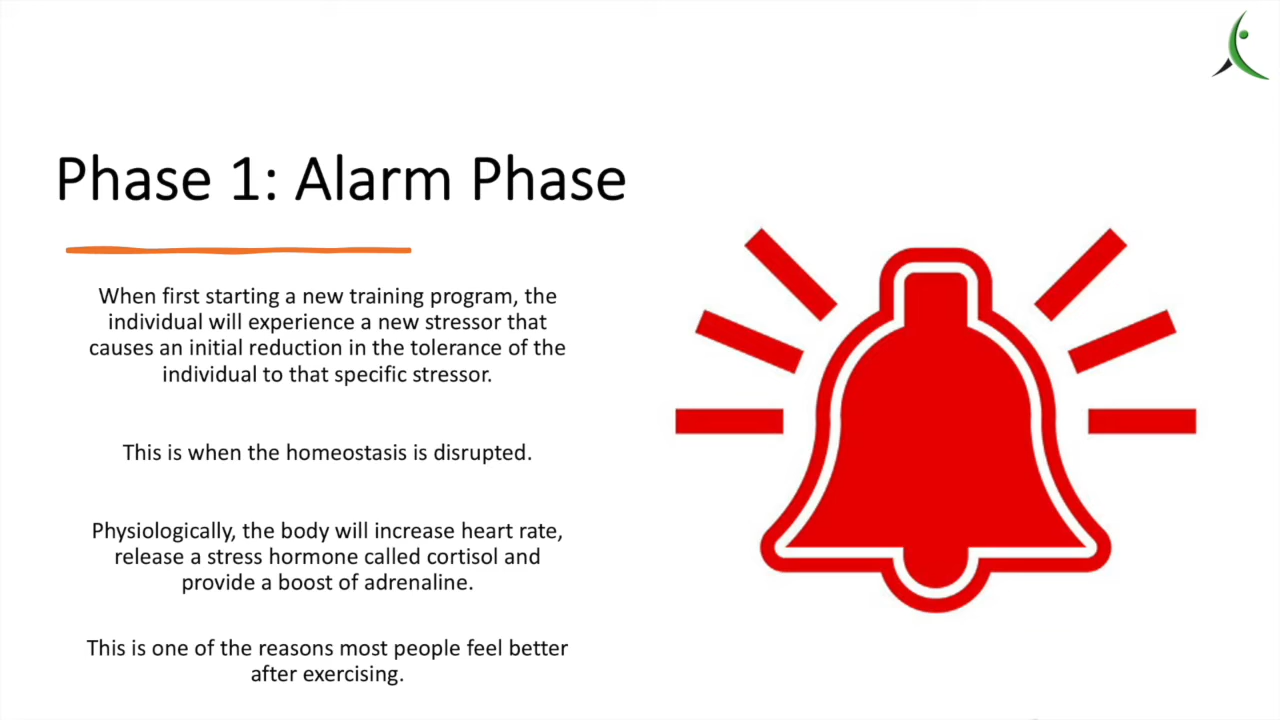 Phase 1: Alarm Phase
When first starting a new training program, the
individual will experience a new stressor that
causes an initial reduction in the tolerance of the
individual to that specific stressor.
This is when the homeostasis is disrupted.
Physiologically, the body will increase heart rate,
release a stress hormone called cortisol and
provide a boost of adrenaline.
This is one of the reasons most people feel better
after exercising.